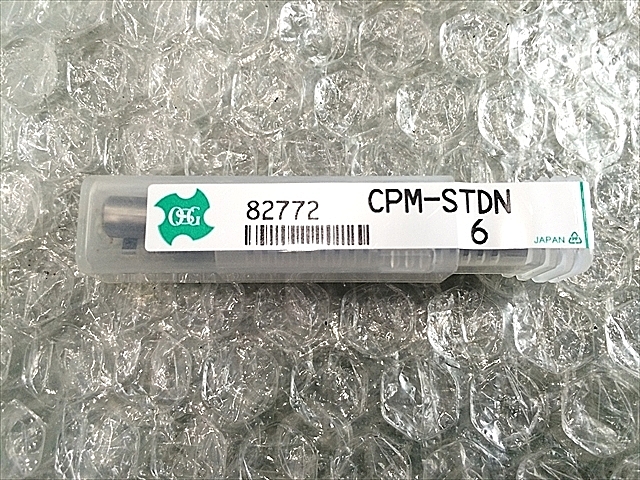 OSG
82772
CPM-STDN
6
JAPAN